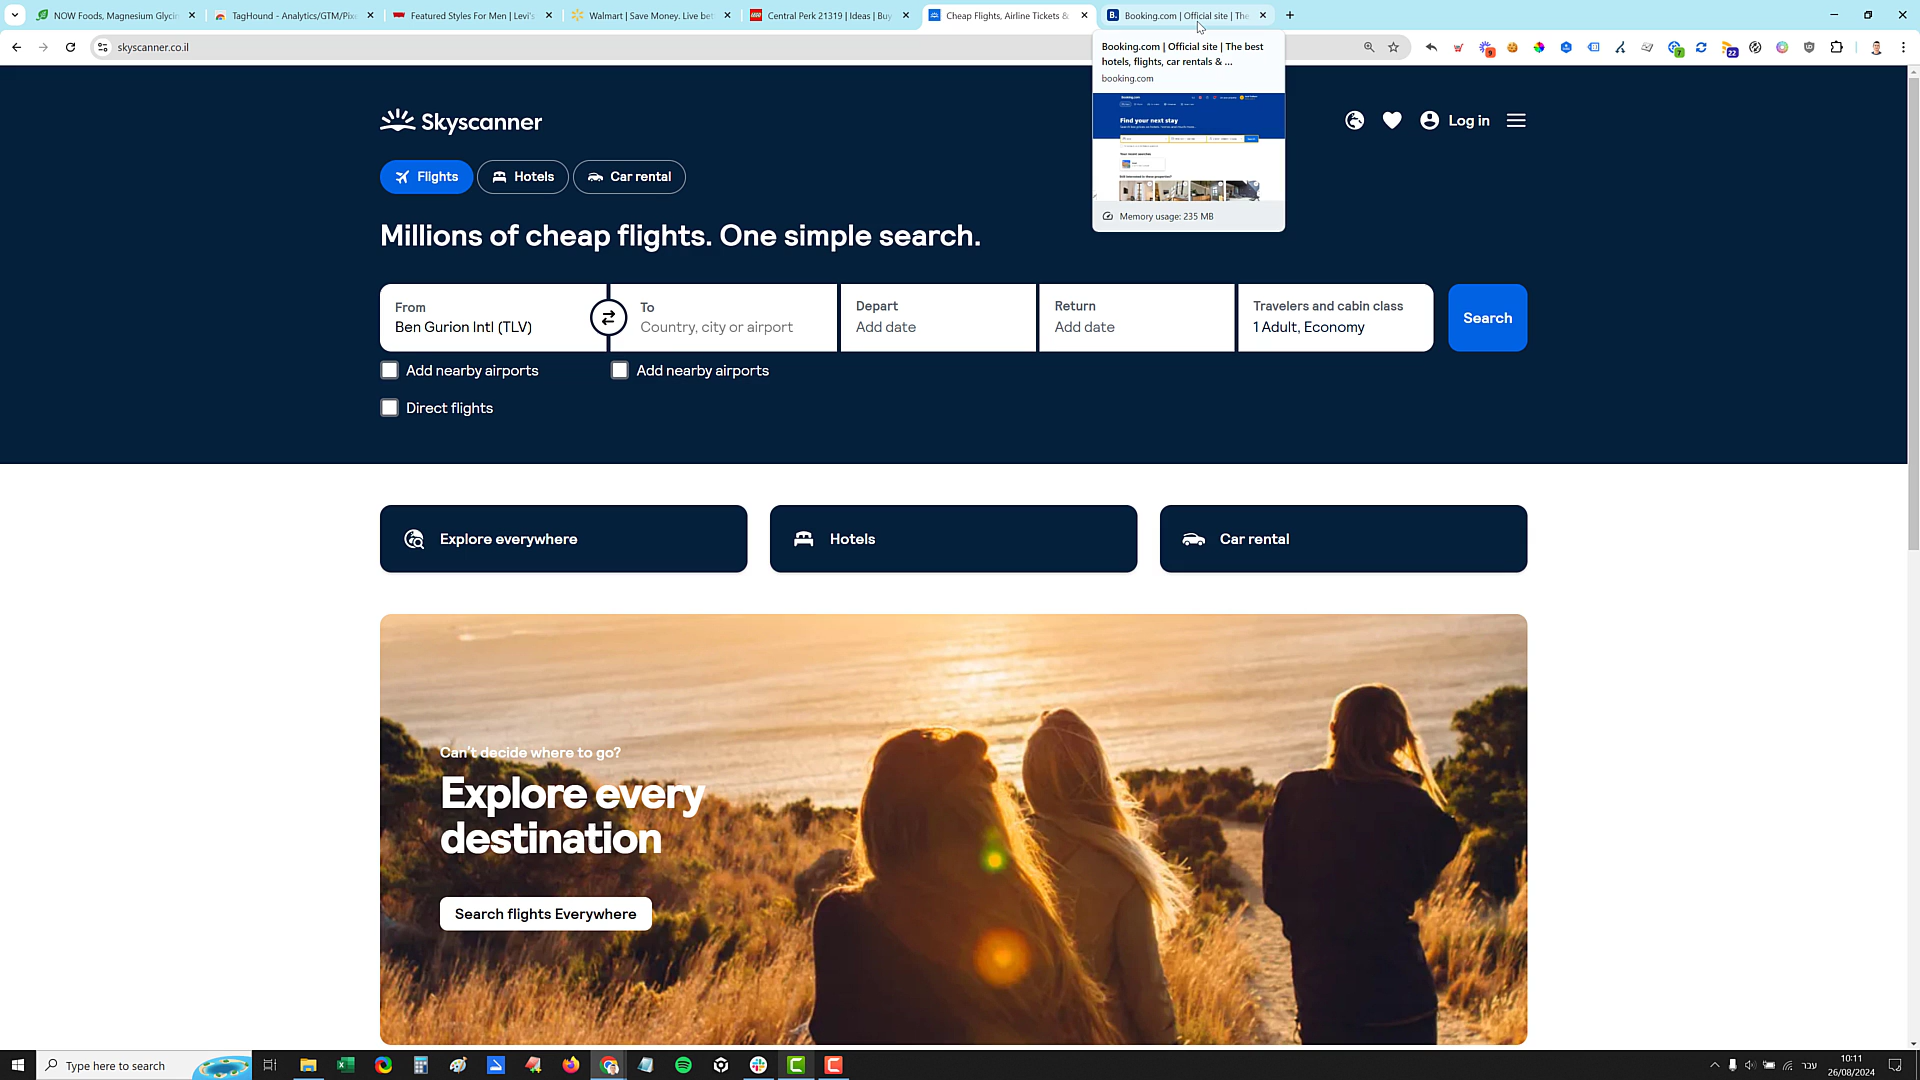 NOW Foods, Magnesium Glycin
TagHound - Analytics/GTM/Pix
Featured Styles For Men | Levi's
Walmart | Save Money. Live bet
Central Perk 21319 | Ideas | Buy
Cheap Flights, Airline Tickets &
Booking.com | Official site | The
skyscanner.co.il
9
7
22
Booking.com | Official site | The best
hotels, flights, car rentals & ...
booking.com
Booking.com
Find your next stay
Memory usage: 235 MB
Skyscanner
Log in
Flights
Hotels
Car rental
Millions of cheap flights. One simple search.
From
Ben Gurion Intl (TLV)
To
Country, city or airport
Depart
Add date
Return
Add date
Travelers and cabin class
1 Adult, Economy
Search
Add nearby airports
Add nearby airports
Direct flights
Explore everywhere
Hotels
Car rental
Can't decide where to go?
Explore every
destination
Search flights Everywhere
Type here to search
עבר
10:11
26/08/2024